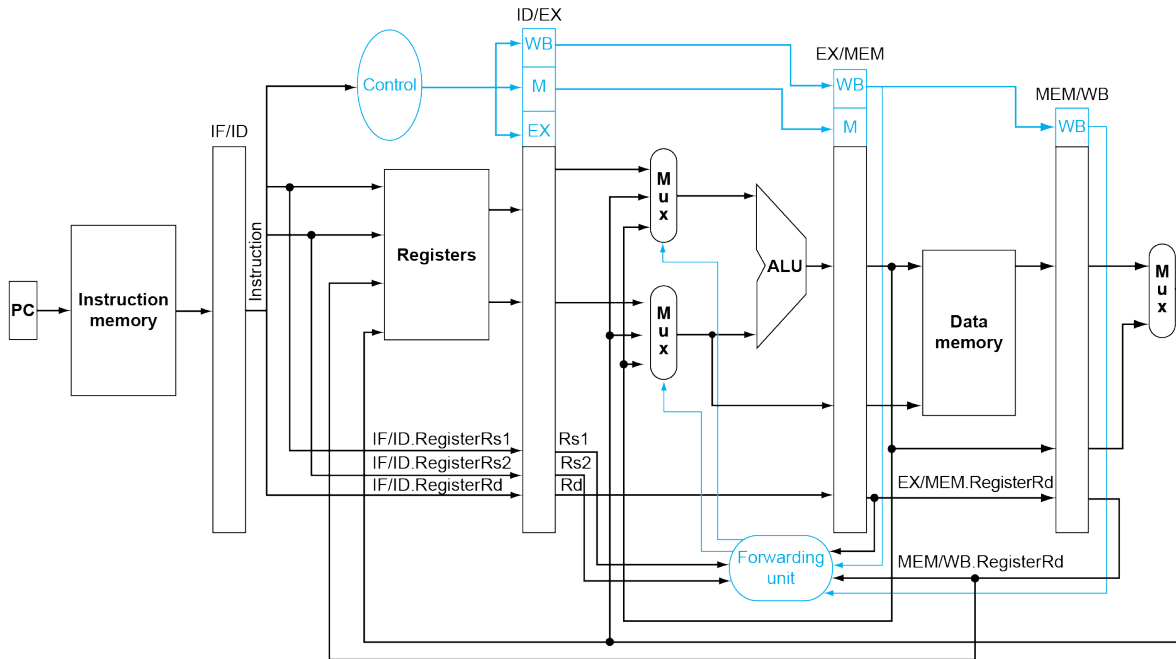 ID/EX
WB
Control
M
EX
EX/MEM
WB
M
MEM/WB
WB
IF/ID
PC
Instruction
memory
Instruction
Registers
M
u
x
M
u
x
ALU
Data
memory
M
u
x
IF/ID.RegisterRs1
Rs1
IF/ID.RegisterRs2
Rs2
IF/ID.RegisterRd
Rd
EX/MEM.RegisterRd
Forwarding
unit
MEM/WB.RegisterRd